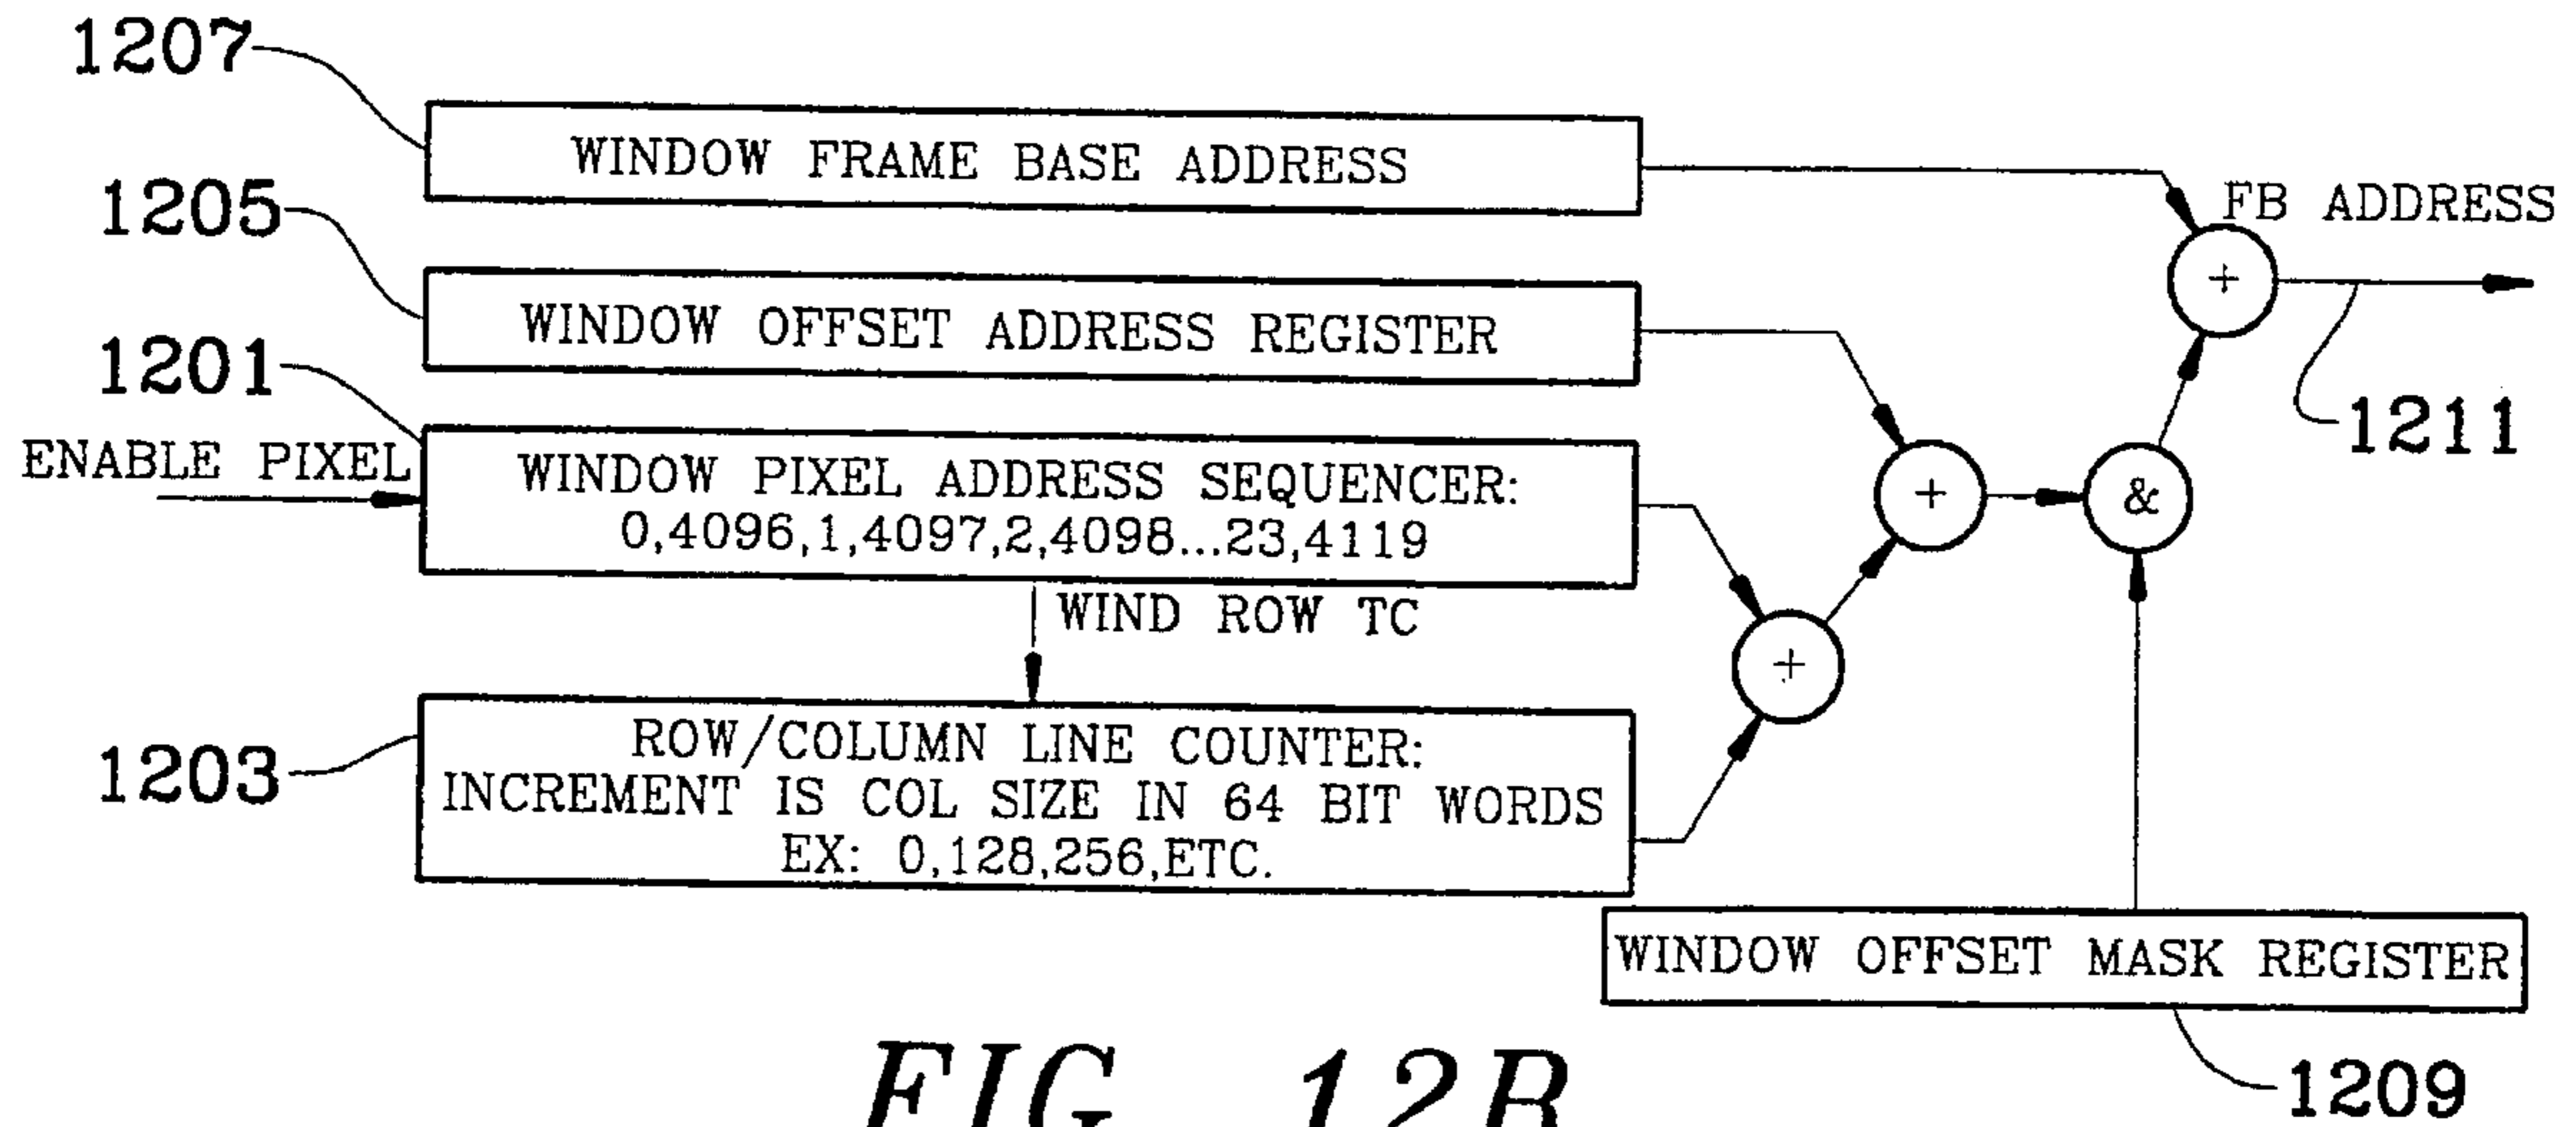 1207
WINDOW FRAME BASE ADDRESS
FB ADDRESS
1205
WINDOW OFFSET ADDRESS REGISTER
+
1211
1201
ENABLE PIXEL
WINDOW PIXEL ADDRESS SEQUENCER:
0,4096,1,4097,2,4098...23,4119
+
&
WIND ROW TC
+
1203
ROW/COLUMN LINE COUNTER:
INCREMENT IS COL SIZE IN 64 BIT WORDS
EX: 0,128,256,ETC.
WINDOW OFFSET MASK REGISTER
1209
FIG 12B